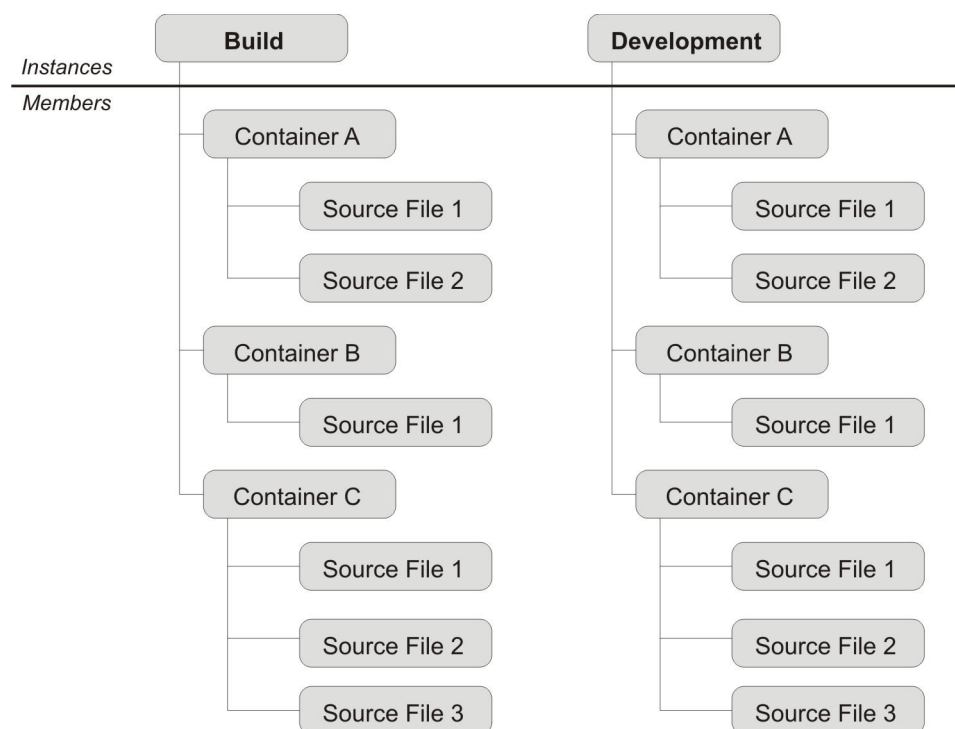 Build
Development
Instances
Members
Container A
Container A
Source File 1
Source File 1
Source File 2
Source File 2
Container B
Container B
Source File 1
Source File 1
Container C
Container C
Source File 1
Source File 1
Source File 2
Source File 2
Source File 3
Source File 3